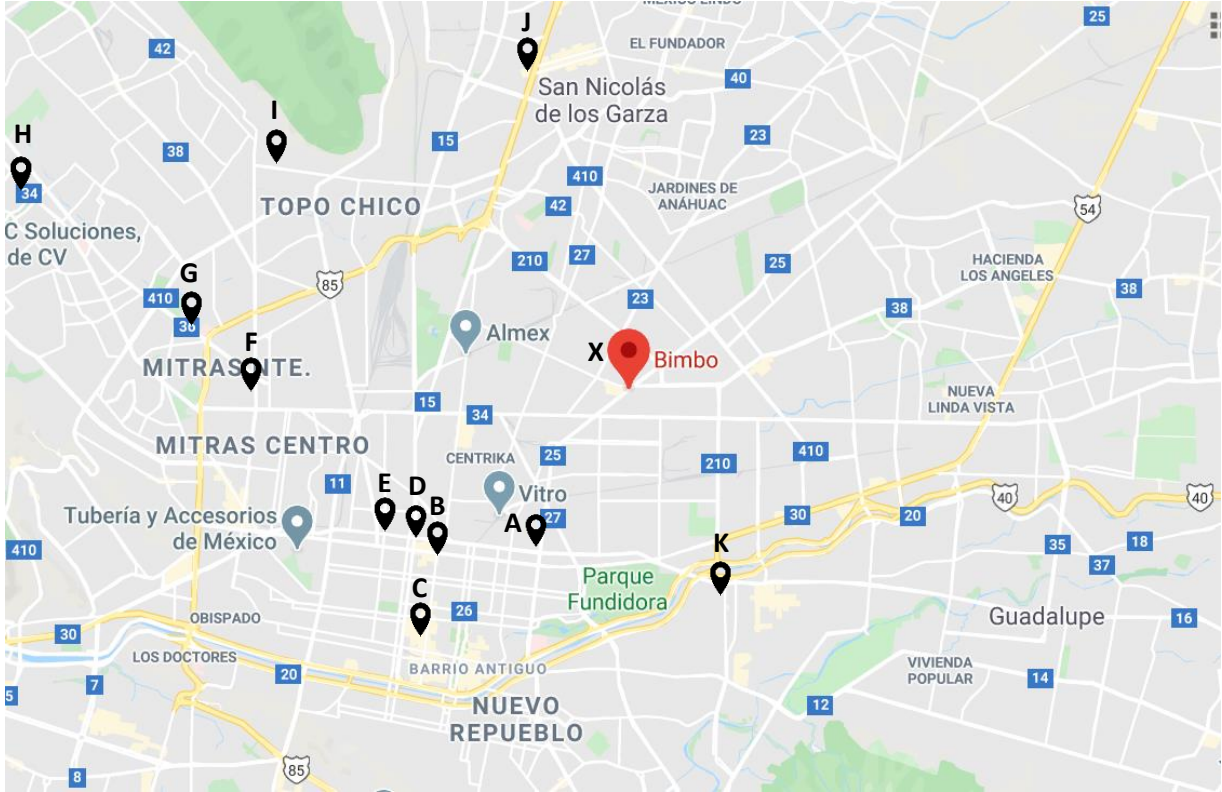 MÉXICO LINDO
J
25
EL FUNDADOR
42
40
San Nicolás
de los Garza
I
15
23
H
38
410
34
JARDINES DE
ANÁHUAC
TOPO CHICO
42
54
C Soluciones,
de CV
210
27
25
HACIENDA
LOS ANGELES
G
85
410
23
38
38
36
Almex
F
X
Bimbo
MITRAS NTE.
15
34
NUEVA
LINDA VISTA
MITRAS CENTRO
CENTRIKA
25
210
410
11
E
D
B
Vitro
A
27
40
40
Tubería y Accesorios
de México
30
20
410
K
35
18
37
Parque
Fundidora
C
26
OBISPADO
Guadalupe
16
30
LOS DOCTORES
BARRIO ANTIGUO
VIVIENDA
POPULAR
20
14
5
7
NUEVO
REPUEBLO
12
85
8